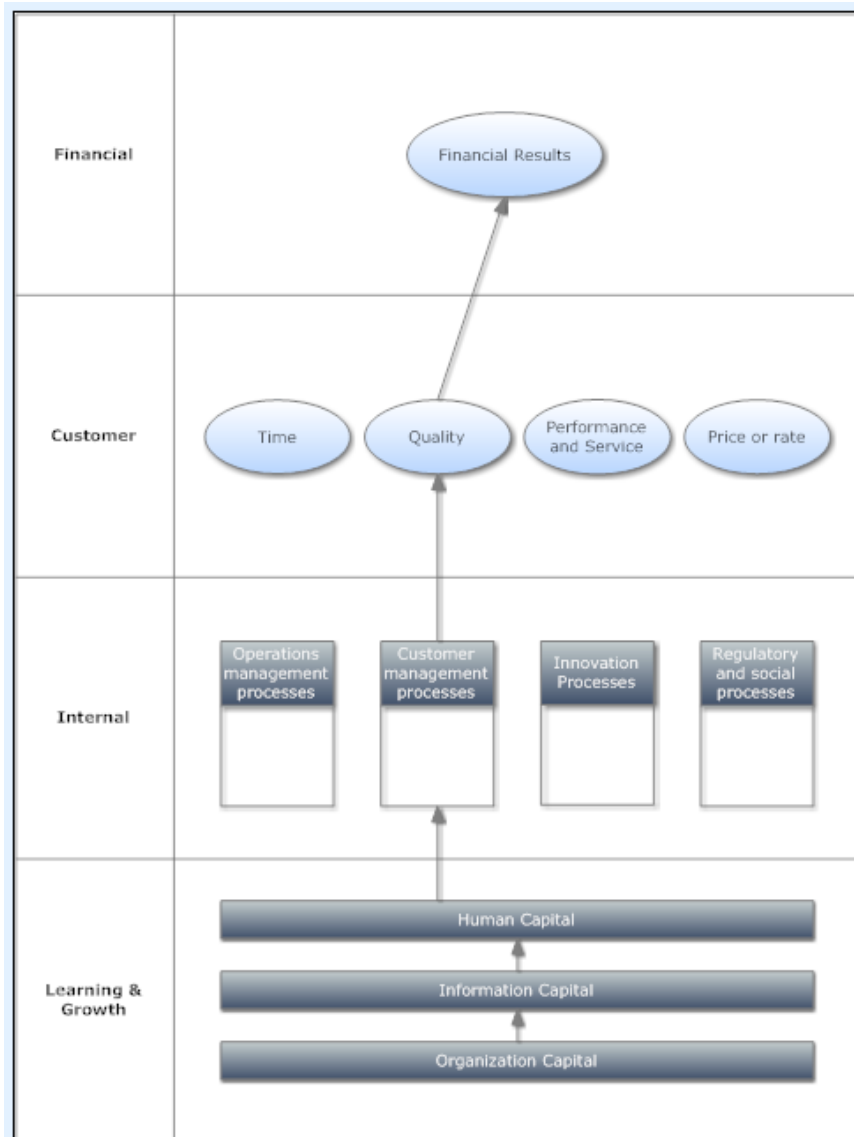 Financial
Financial Results
Customer
Time
Quality
Performance
and Service
Price or rate
Internal
Operations
management
processes
Customer
management
processes
Innovation
Processes
Regulatory
and social
processes
Learning &
Growth
Human Capital
Information Capital
Organization Capital